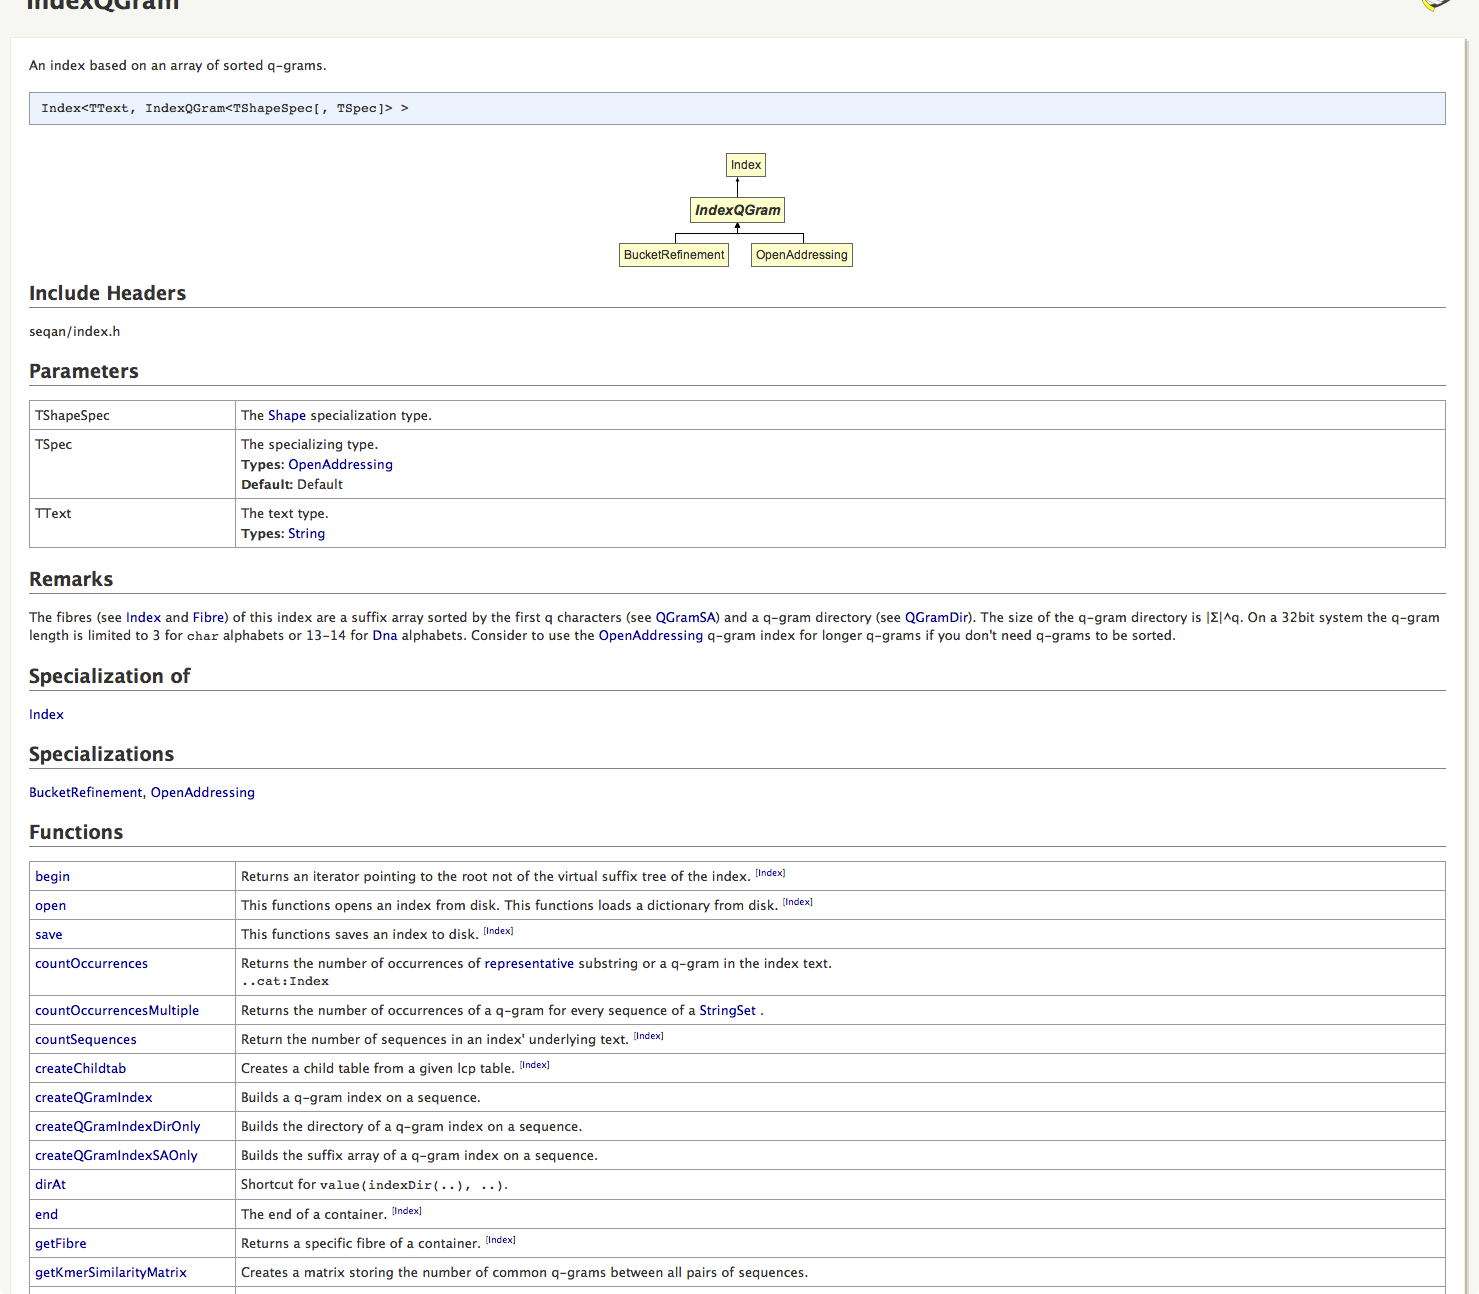 IndexQGram
An index based on an array of sorted q-grams.
Index<TText, IndexQGram<TShapeSpec[, TSpec]> >
Index
IndexQGram
BucketRefinement OpenAddressing
Include Headers
seqan/index.h
Parameters
TShapeSpec The Shape specialization type.
TSpec The specializing type.
Types: OpenAddressing
Default: Default
TText The text type.
Types: String
Remarks
The fibres (see Index and Fibre) of this index are a suffix array sorted by the first q characters (see QGramSA) and a q-gram directory (see QGramDir). The size of the q-gram directory is |Σ|^q. On a 32bit system the q-gram
length is limited to 3 for char alphabets or 13-14 for Dna alphabets. Consider to use the OpenAddressing q-gram index for longer q-grams if you don't need q-grams to be sorted.
Specialization of
Index
Specializations
BucketRefinement, OpenAddressing
Functions
begin Returns an iterator pointing to the root not of the virtual suffix tree of the index. [Index]
open This functions opens an index from disk. This functions loads a dictionary from disk. [Index]
save This functions saves an index to disk. [Index]
countOccurrences Returns the number of occurrences of representative substring or a q-gram in the index text.
..cat:Index
countOccurrencesMultiple Returns the number of occurrences of a q-gram for every sequence of a StringSet .
countSequences Return the number of sequences in an index' underlying text. [Index]
createChildtab Creates a child table from a given lcp table. [Index]
createQGramIndex Builds a q-gram index on a sequence.
createQGramIndexDirOnly Builds the directory of a q-gram index on a sequence.
createQGramIndexSAOnly Builds the suffix array of a q-gram index on a sequence.
dirAt Shortcut for value(indexDir(..), ..).
end The end of a container. [Index]
getFibre Returns a specific fibre of a container. [Index]
getKmerSimilarityMatrix Creates a matrix storing the number of common q-grams between all pairs of sequences.